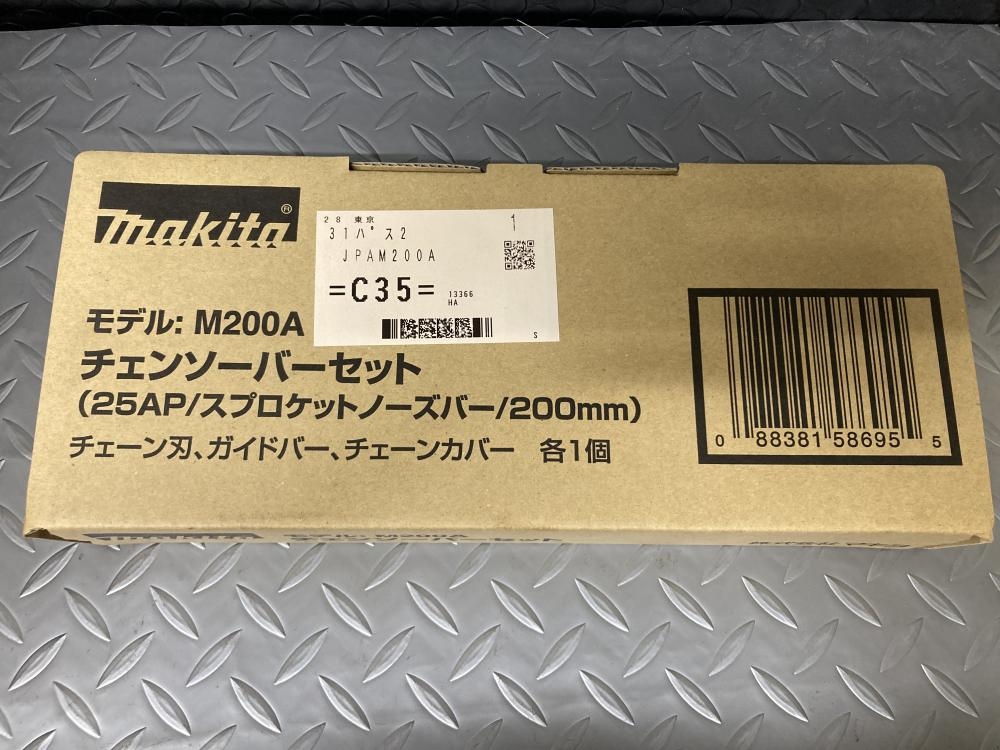 makita®
28 東京
31パス2
JPAM200A
1
=C35=
13366
HA
S
モデル: M200A
チェンソーバーセット
(25AP/スプロケットノーズバー/200mm)
チェーン刃、ガイドバー、チェーンカバー 各1個
0 88381 58695 5